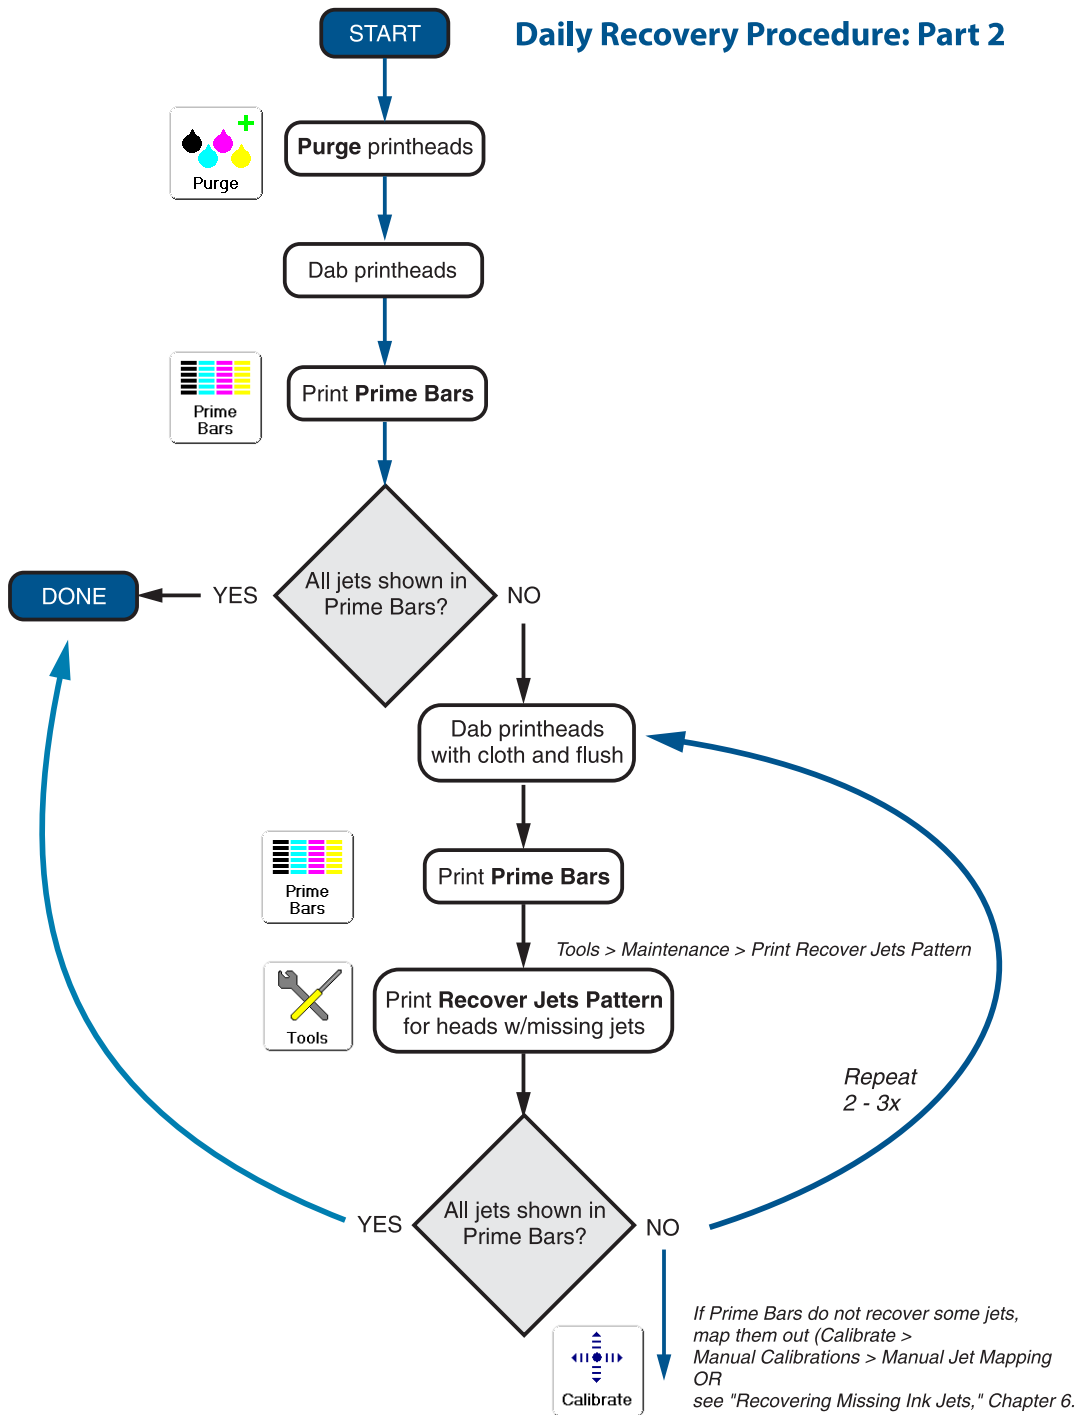 START
Daily Recovery Procedure: Part 2
Purge
Purge printheads
Dab printheads
Prime
Bars
Print Prime Bars
All jets shown in
Prime Bars?
YES
NO
DONE
Dab printheads
with cloth and flush
Prime
Bars
Print Prime Bars
Tools > Maintenance > Print Recover Jets Pattern
Tools
Print Recover Jets Pattern
for heads w/missing jets
Repeat
2 - 3x
All jets shown in
Prime Bars?
YES
NO
Calibrate
If Prime Bars do not recover some jets,
map them out (Calibrate >
Manual Calibrations > Manual Jet Mapping
OR
see "Recovering Missing Ink Jets," Chapter 6.